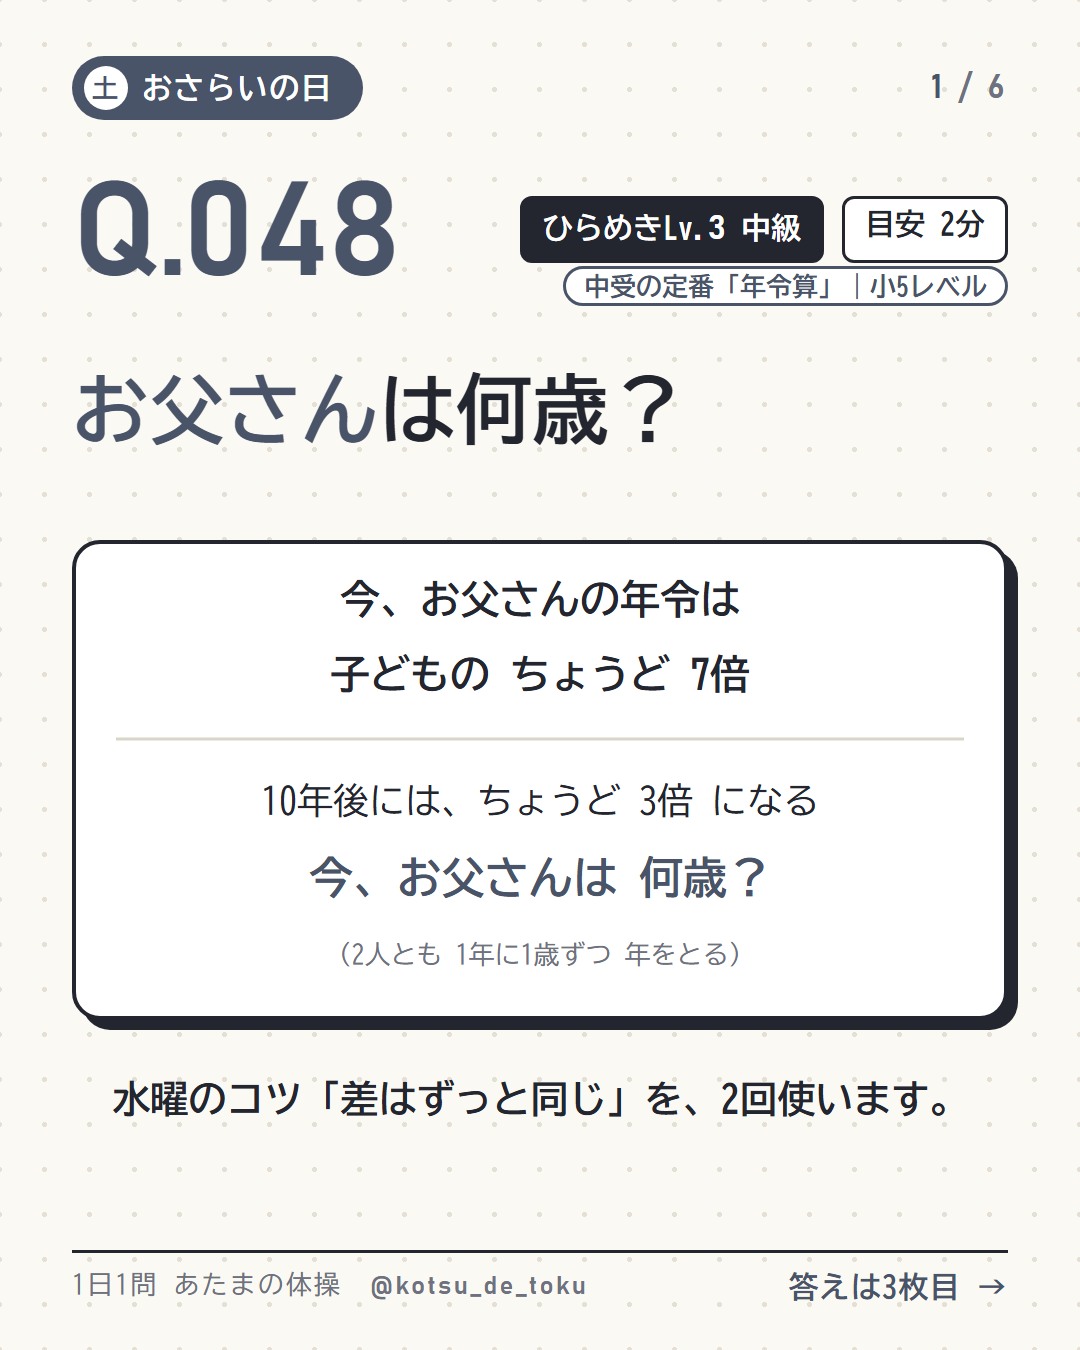 土 おさらいの日
1 / 6
Q.048
ひらめきLv.3 中級
目安 2分
中受の定番「年令算」｜小5レベル
お父さんは何歳？
今、お父さんの年令は
子どもの ちょうど 7倍
10年後には、ちょうど 3倍 になる
今、お父さんは 何歳？
（2人とも 1年に1歳ずつ 年をとる）
水曜のコツ「差はずっと同じ」を、2回使います。
1日1問 あたまの体操 @kotsu_de_toku
答えは3枚目 →